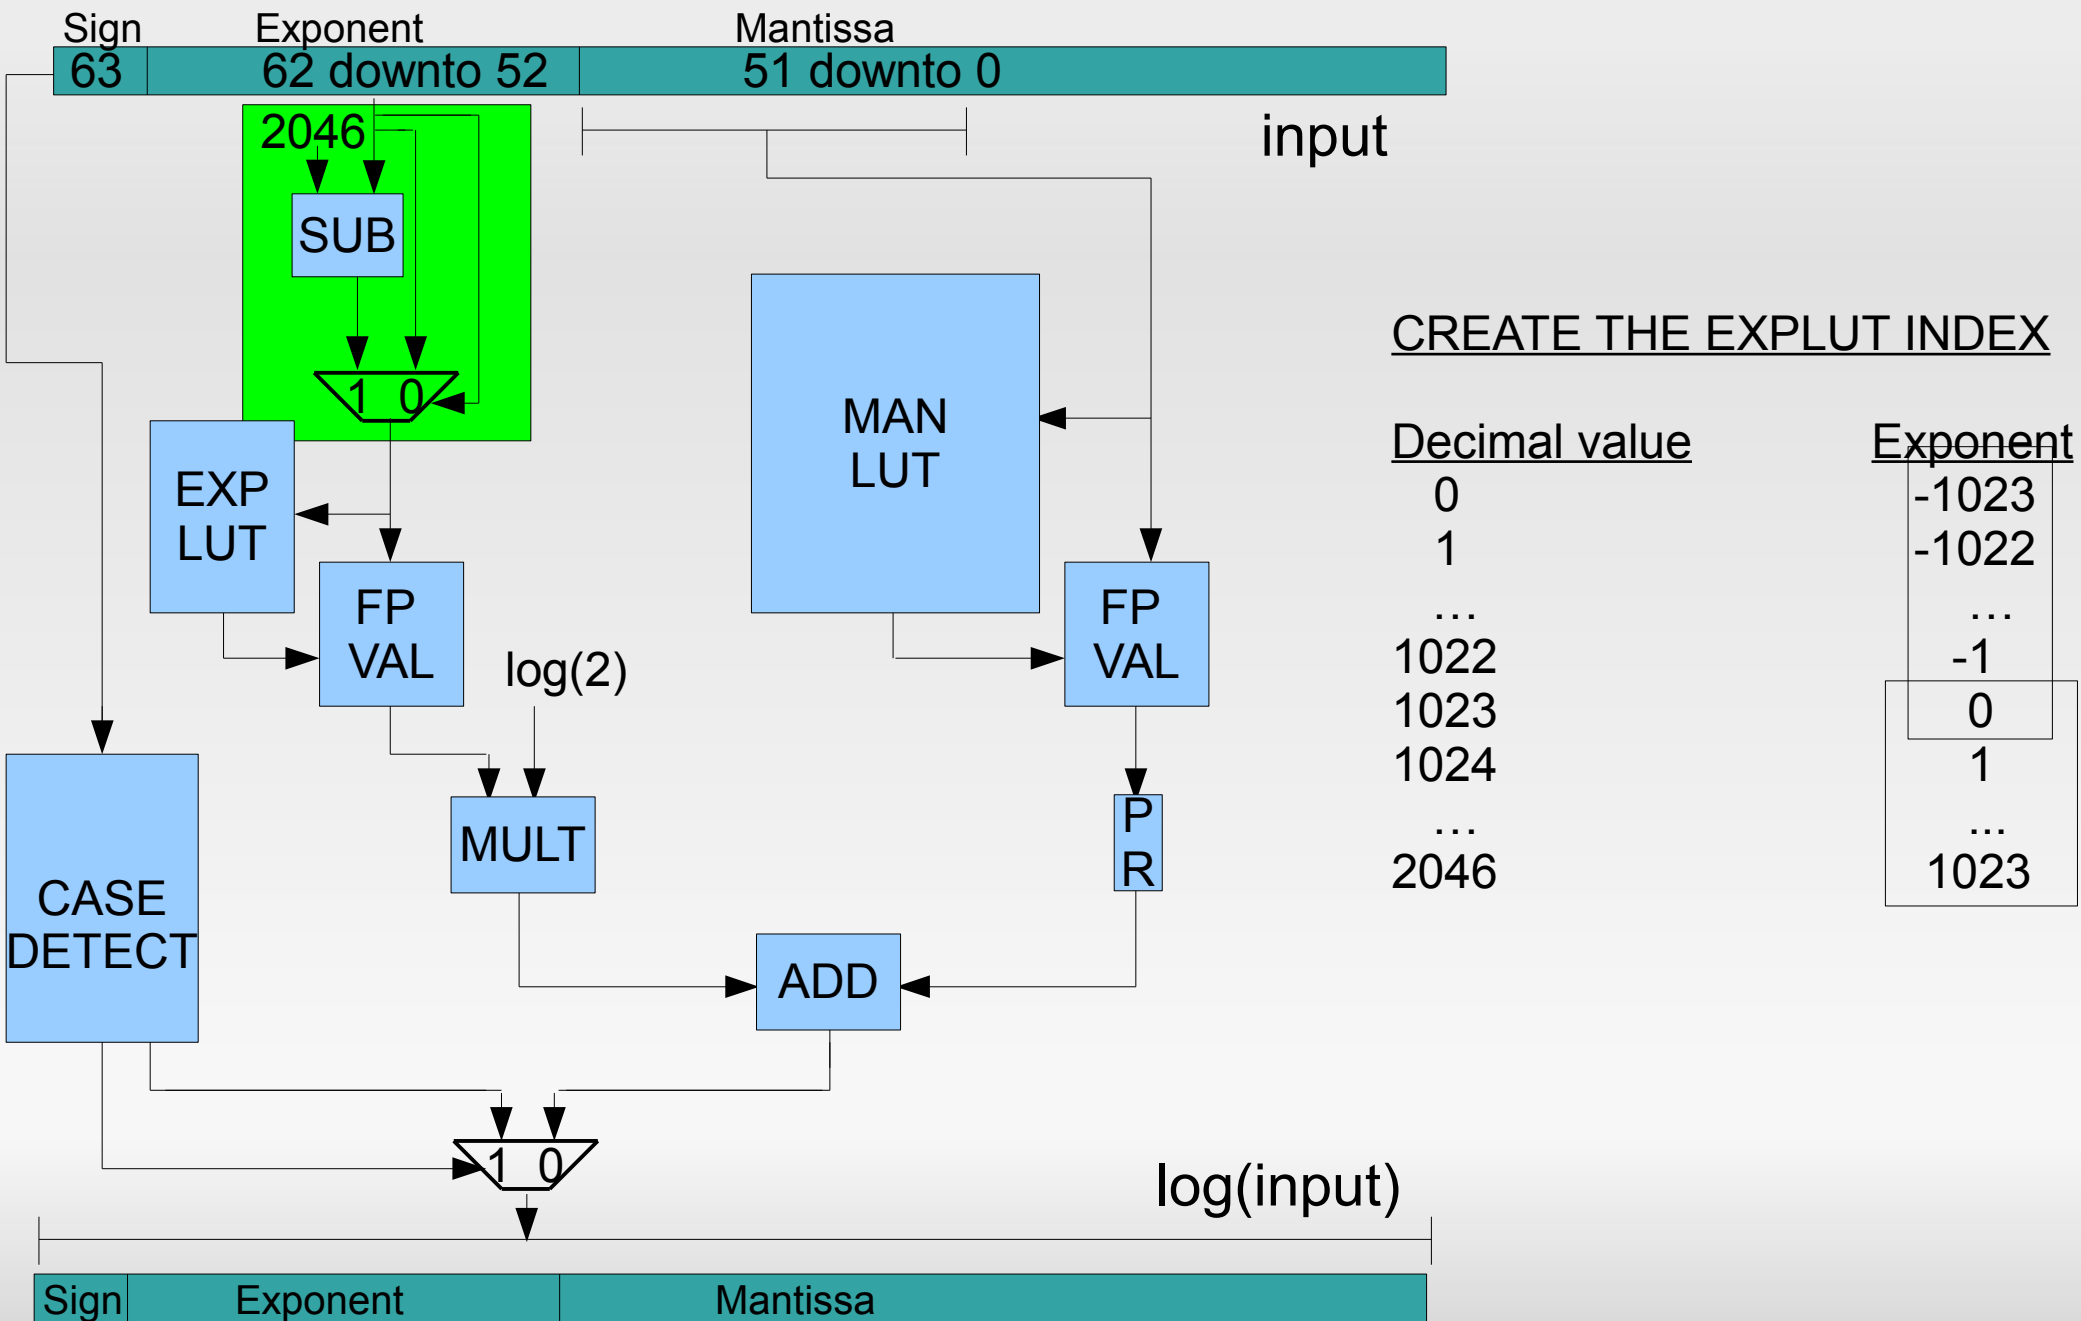 Sign Exponent Mantissa
63 62 downto 52 51 downto 0
2046
input
SUB
1 0
CREATE THE EXPLUT INDEX
MAN
LUT
EXP
LUT
FP
VAL
FP
VAL
log(2)
Decimal value Exponent
0 -1023
1 -1022
… …
1022 -1
1023 0
1024 1
… ...
2046 1023
MULT
P
R
CASE
DETECT
ADD
1 0
log(input)
Sign Exponent Mantissa